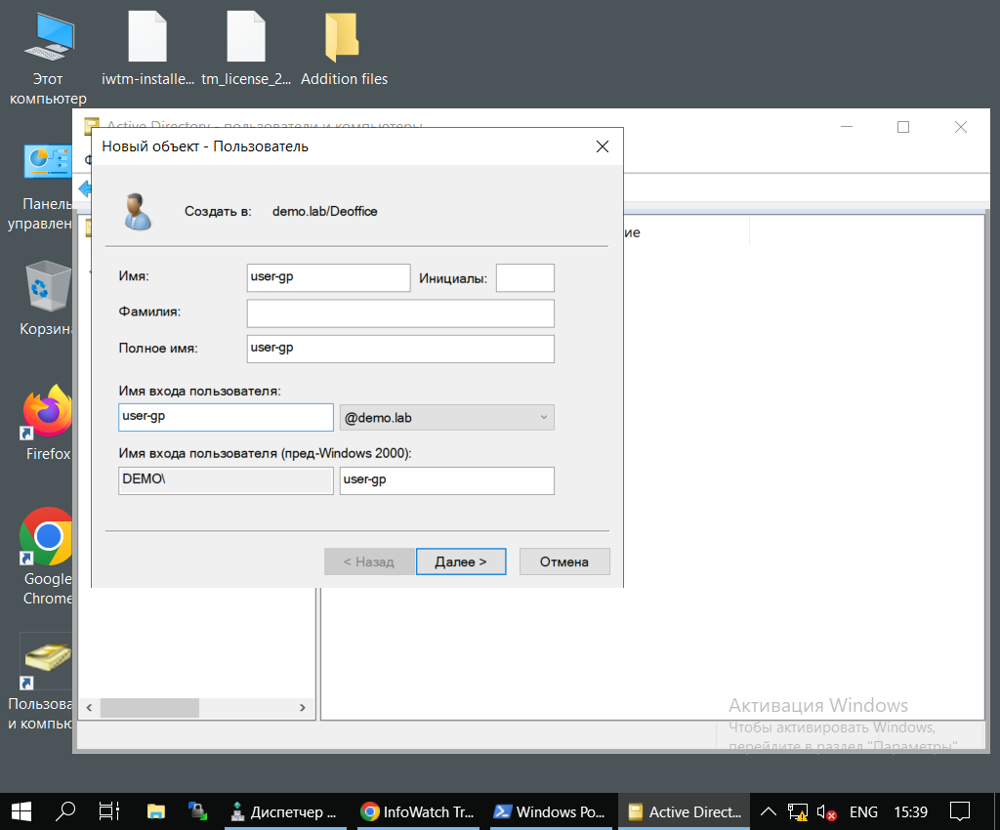 Этот
компьютер
iwtm-installe...
tm_license_2...
Addition files
Active Directory - пользователи и компьютеры
Новый объект - Пользователь
Панель
управлен
Создать в: demo.lab/Deoffice
ие
Имя: user-gp Инициалы:
Корзина
Фамилия:
Полное имя: user-gp
Имя входа пользователя:
user-gp @demo.lab
Firefox
Имя входа пользователя (пред-Windows 2000):
DEMO\ user-gp
< Назад Далее > Отмена
Google
Chrome
Пользова
и компью
Активация Windows
Чтобы активировать Windows,
перейдите в раздел "Параметры"
Диспетчер ... InfoWatch Tr... Windows Po... Active Direct... ENG 15:39